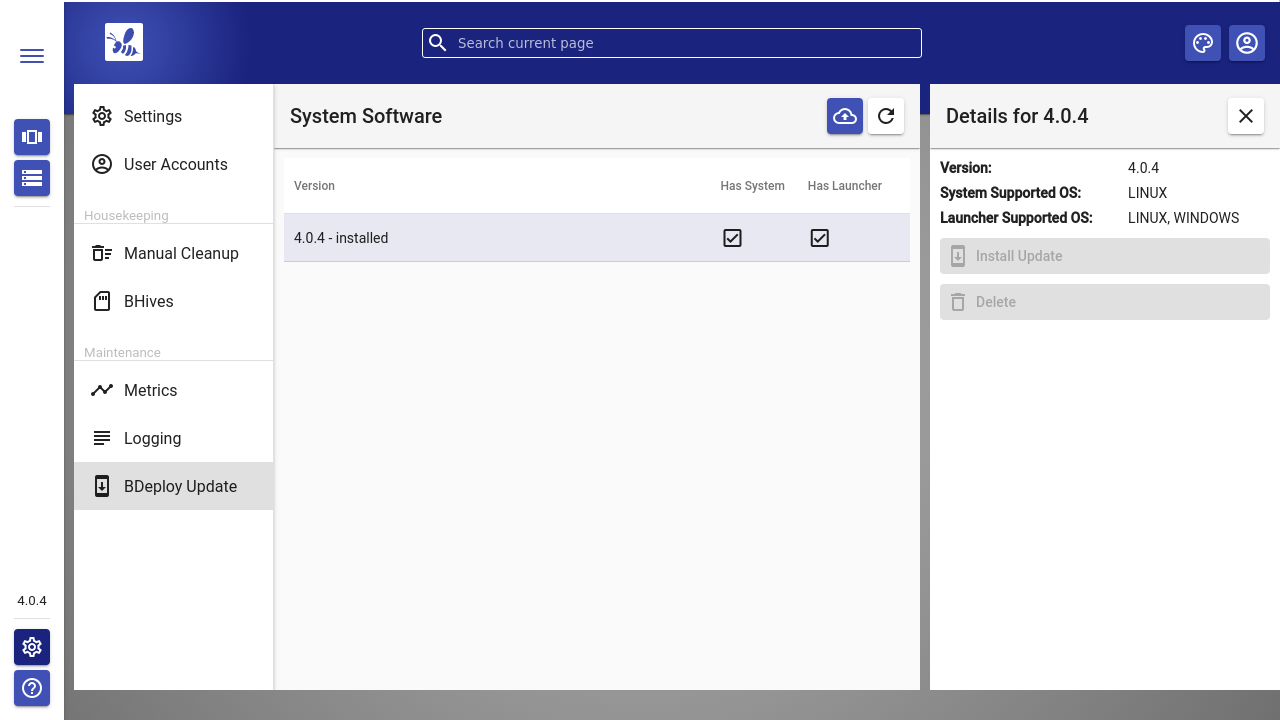 Search current page
Settings
User Accounts
Housekeeping
Manual Cleanup
BHives
Maintenance
Metrics
Logging
BDeploy Update
4.0.4
System Software
Version Has System Has Launcher
4.0.4 - installed
Details for 4.0.4
Version: 4.0.4
System Supported OS: LINUX
Launcher Supported OS: LINUX, WINDOWS
Install Update
Delete